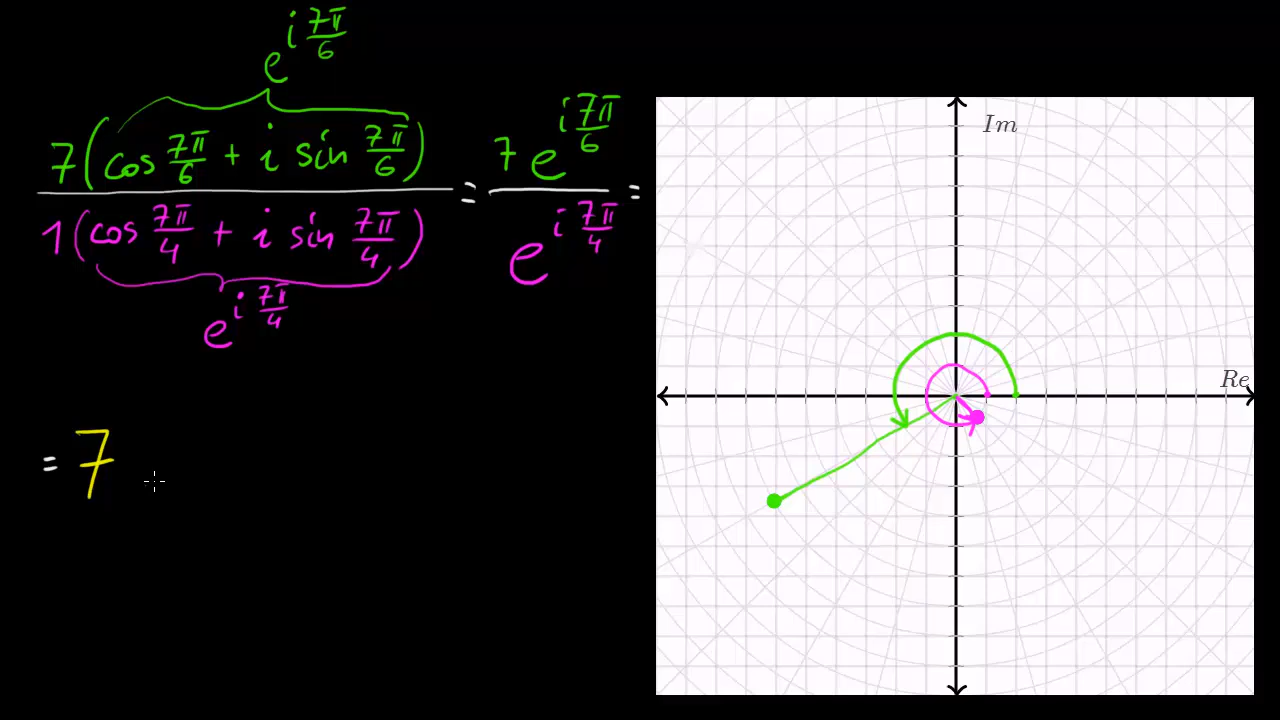 e^{i 7π/6}
7(cos 7π/6 + i sin 7π/6) / 1(cos 7π/4 + i sin 7π/4) = 7e^{i 7π/6} / e^{i 7π/4} =
e^{i 7π/4}
= 7
Im
Re